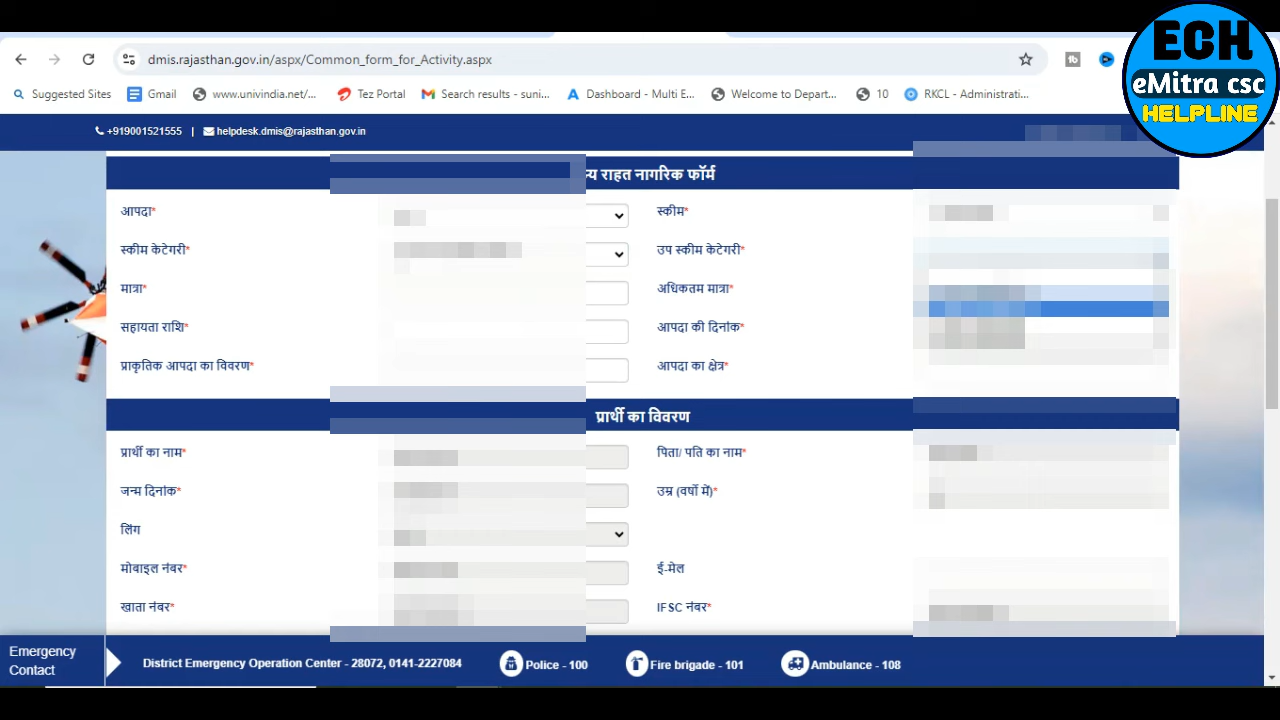 ECH
eMitra csc
HELPLINE
dmis.rajasthan.gov.in/aspx/Common_form_for_Activity.aspx
Suggested Sites Gmail www.univindia.net/... Tez Portal Search results - suni... Dashboard - Multi E... Welcome to Depart... 10 RKCL - Administrati...
+919001521555 | helpdesk.dmis@rajasthan.gov.in
राहत नागरिक फॉर्म
आपदा* स्कीम*
स्कीम केटेगरी* उप स्कीम केटेगरी*
मात्रा* अधिकतम मात्रा*
सहायता राशि* आपदा की दिनांक*
प्राकृतिक आपदा का विवरण* आपदा का क्षेत्र*
प्रार्थी का विवरण
प्रार्थी का नाम* पिता/ पति का नाम*
जन्म दिनांक* उम्र (वर्षो में)*
लिंग
मोबाइल नंबर* ई-मेल
खाता नंबर* IFSC नंबर*
Emergency Contact
District Emergency Operation Center - 28072, 0141-2227084 Police - 100 Fire brigade - 101 Ambulance - 108